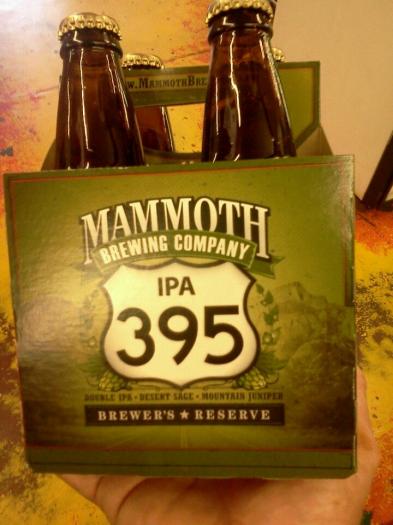 w.MAMMOTHBRE
MAMMOTH
BREWING COMPANY
IPA
395
DOUBLE IPA • DESERT SAGE • MOUNTAIN JUNIPER
BREWER'S ★ RESERVE